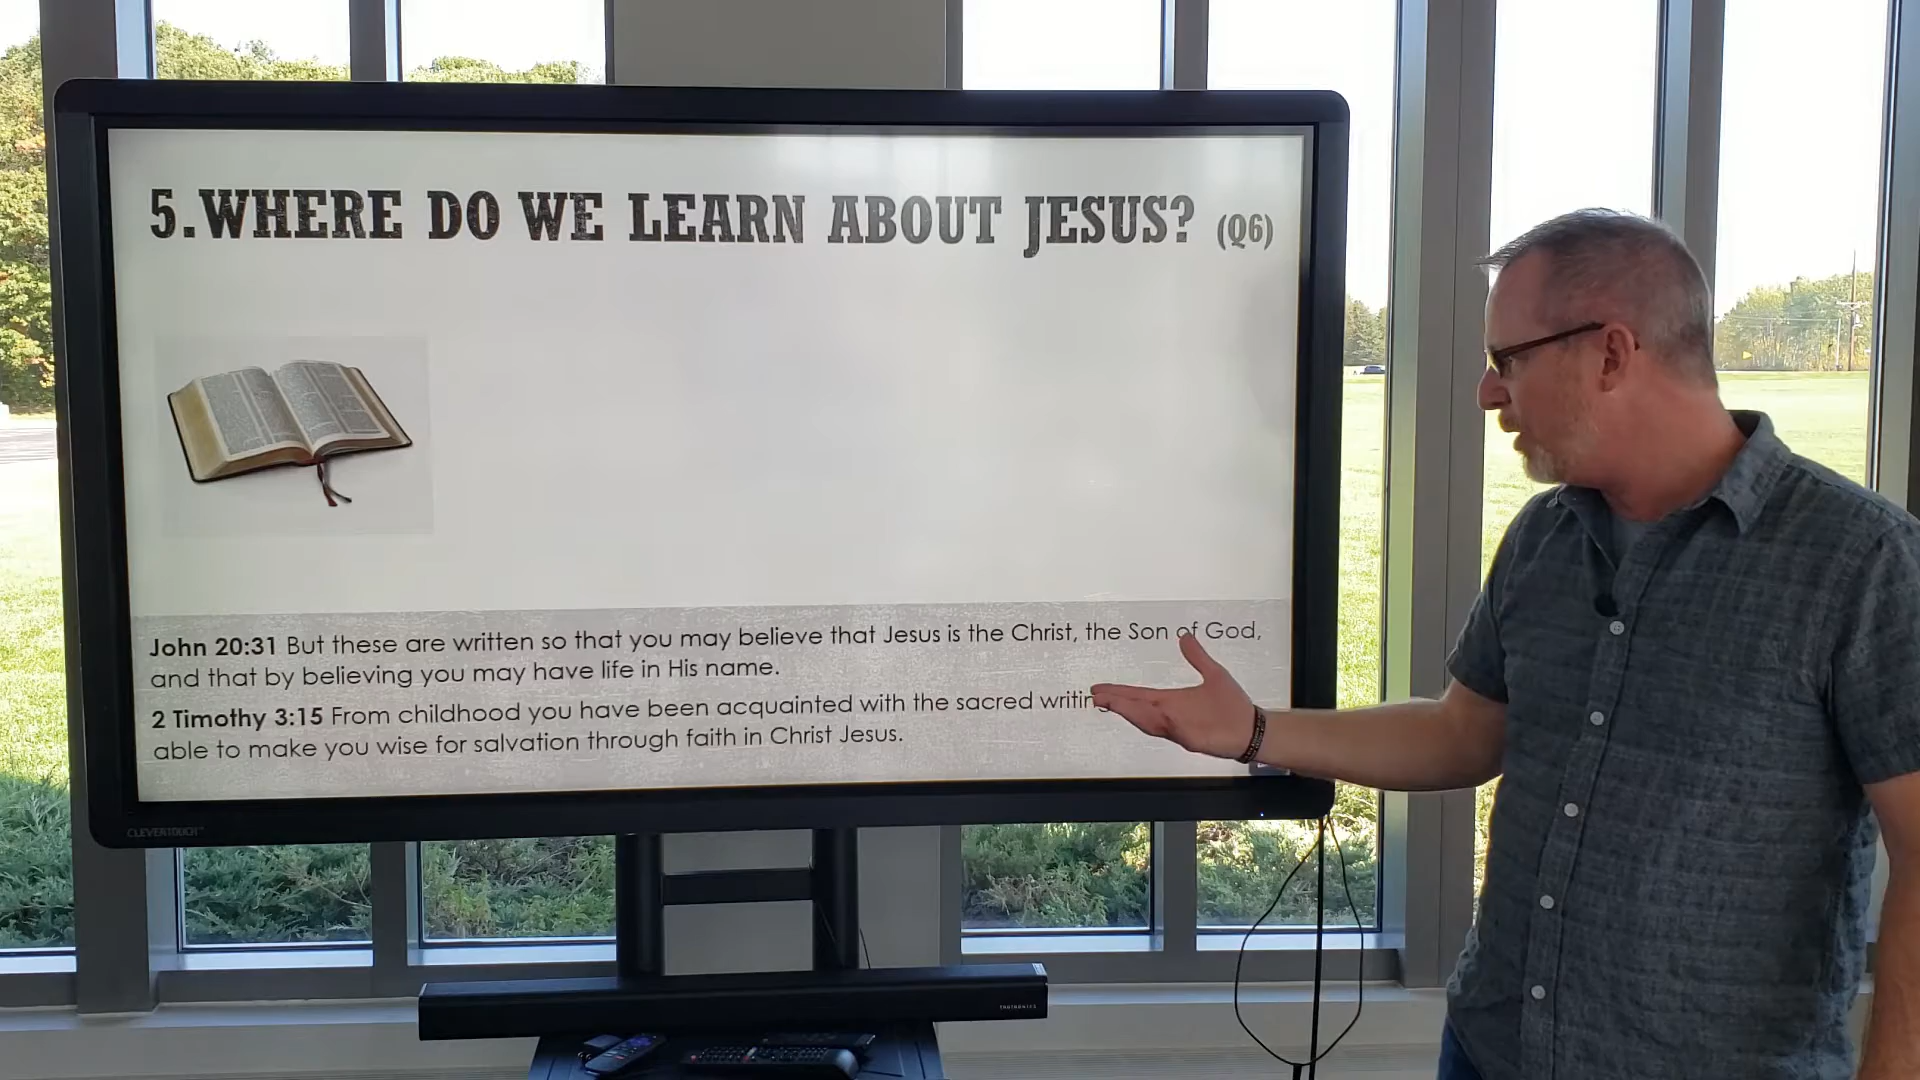 5. WHERE DO WE LEARN ABOUT JESUS? (Q6)
John 20:31 But these are written so that you may believe that Jesus is the Christ, the Son of God,
and that by believing you may have life in His name.
2 Timothy 3:15 From childhood you have been acquainted with the sacred
able to make you wise for salvation through faith in Christ Jesus.
CLEVERTOUCH